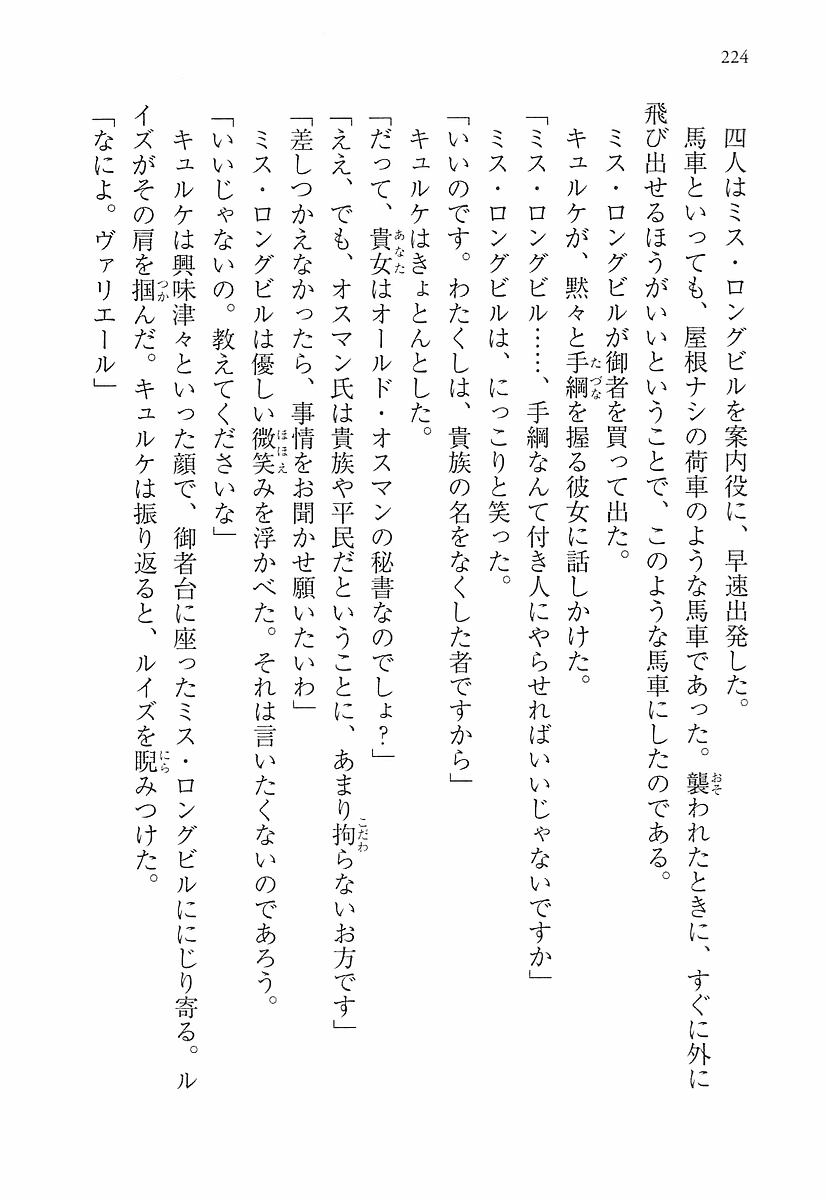 224
四人はミス・ロングビルを案内役に、早速出発した。
馬車といっても、屋根ナシの荷車のような馬車であった。襲われたときに、すぐに外に
飛び出せるほうがいいということで、このような馬車にしたのである。
ミス・ロングビルが御者を買って出た。
キュルケが、黙々と手綱を握る彼女に話しかけた。
「ミス・ロングビル……、手綱なんて付き人にやらせればいいじゃないですか」
ミス・ロングビルは、にっこりと笑った。
「いいのです。わたくしは、貴族の名をなくした者ですから」
キュルケはきょとんとした。
「だって、貴女はオールド・オスマンの秘書なのでしょ?」
「ええ、でも、オスマン氏は貴族や平民だということに、あまり拘らないお方です」
「差しつかえなかったら、事情をお聞かせ願いたいわ」
ミス・ロングビルは優しい微笑みを浮かべた。それは言いたくないのであろう。
「いいじゃないの。教えてくださいな」
キュルケは興味津々といった顔で、御者台に座ったミス・ロングビルににじり寄る。ル
イズがその肩を掴んだ。キュルケは振り返ると、ルイズを睨みつけた。
「なによ。ヴァリエール」